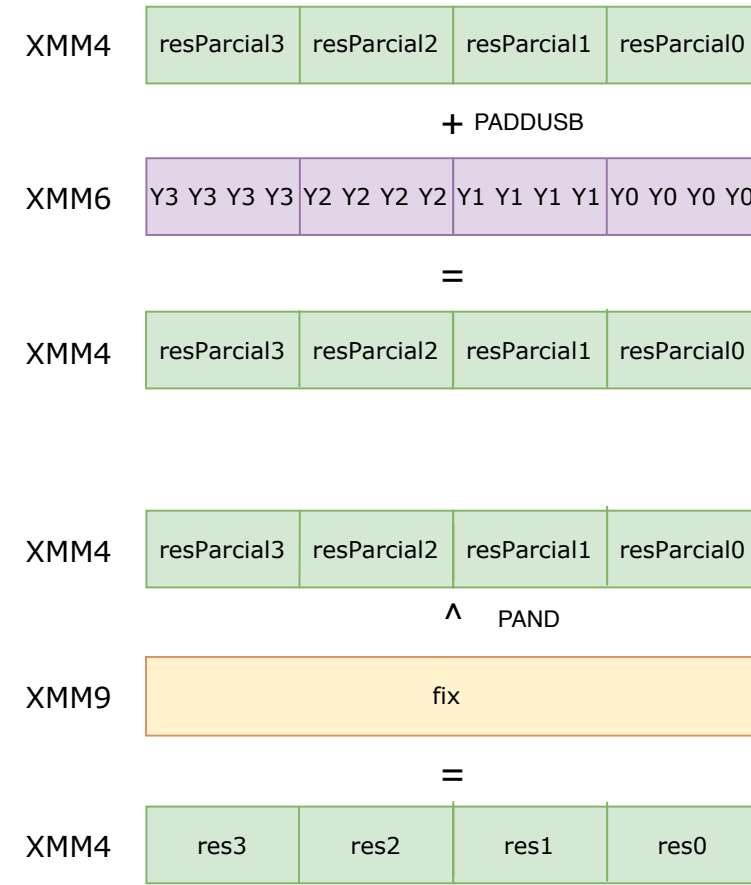 XMM4 resParcial3 resParcial2 resParcial1 resParcial0
+ PADDUSB
XMM6 Y3 Y3 Y3 Y3 Y2 Y2 Y2 Y2 Y1 Y1 Y1 Y1 Y0 Y0 Y0 Y0
=
XMM4 resParcial3 resParcial2 resParcial1 resParcial0
XMM4 resParcial3 resParcial2 resParcial1 resParcial0
^ PAND
XMM9 fix
=
XMM4 res3 res2 res1 res0